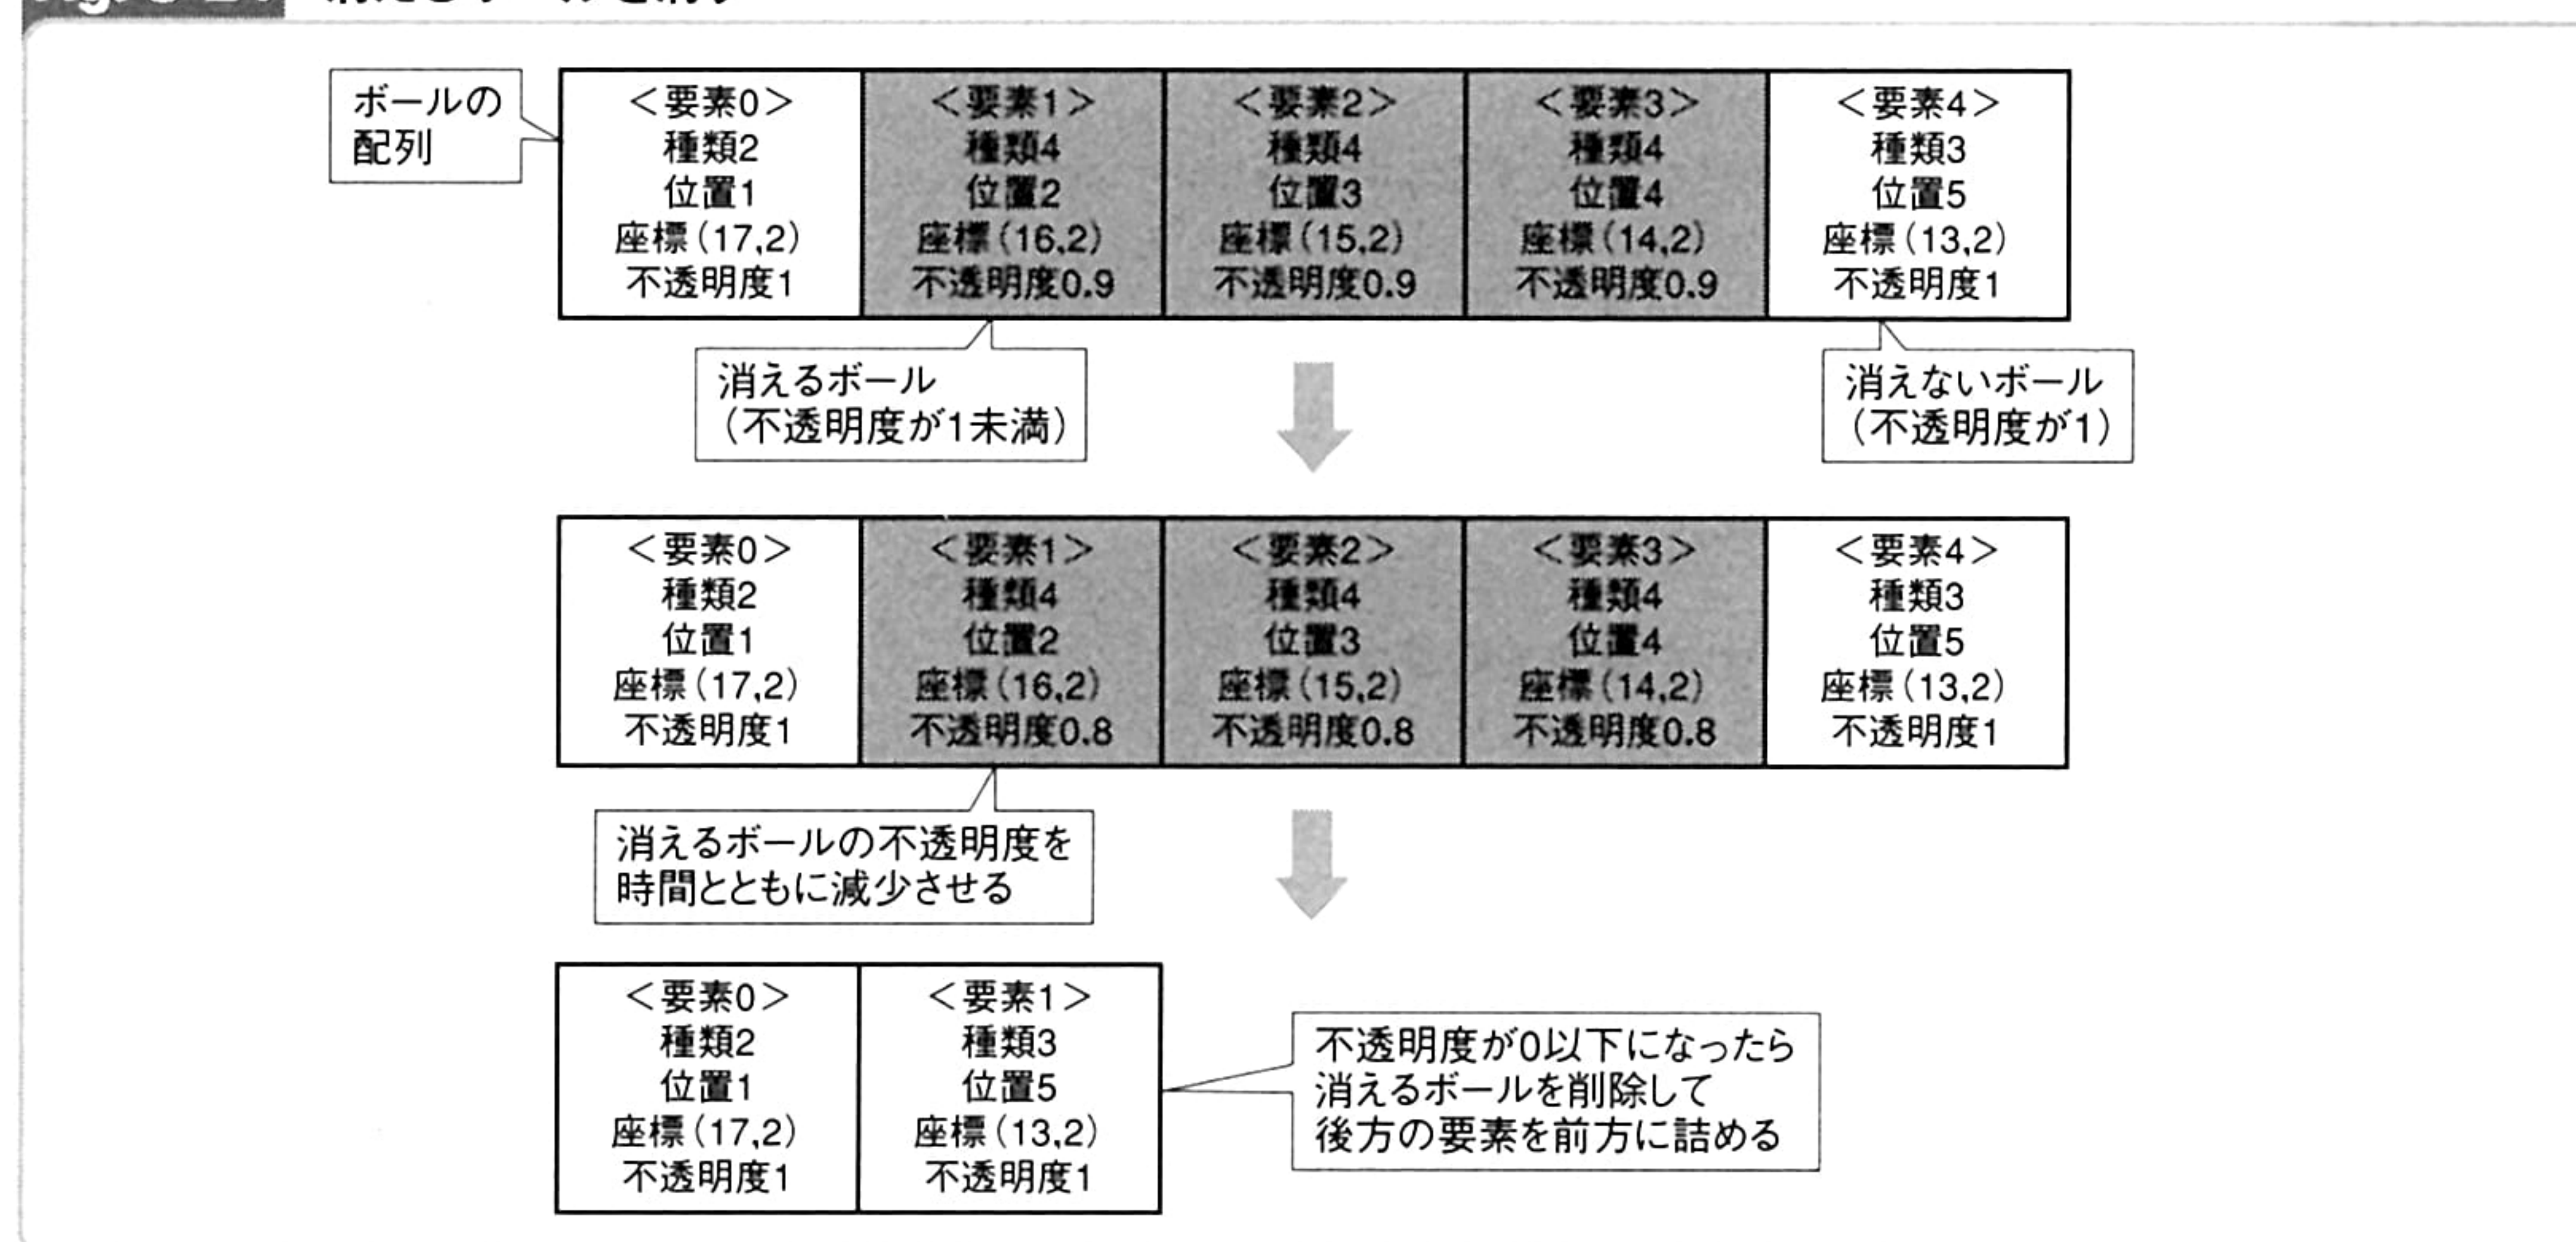 ボールの
配列
＜要素0＞
種類2
位置1
座標(17,2)
不透明度1
＜要素1＞
種類4
位置2
座標(16,2)
不透明度0.9
＜要素2＞
種類4
位置3
座標(15,2)
不透明度0.9
＜要素3＞
種類4
位置4
座標(14,2)
不透明度0.9
＜要素4＞
種類3
位置5
座標(13,2)
不透明度1
消えるボール
(不透明度が1未満)
消えないボール
(不透明度が1)
＜要素0＞
種類2
位置1
座標(17,2)
不透明度1
＜要素1＞
種類4
位置2
座標(16,2)
不透明度0.8
＜要素2＞
種類4
位置3
座標(15,2)
不透明度0.8
＜要素3＞
種類4
位置4
座標(14,2)
不透明度0.8
＜要素4＞
種類3
位置5
座標(13,2)
不透明度1
消えるボールの不透明度を
時間とともに減少させる
＜要素0＞
種類2
位置1
座標(17,2)
不透明度1
＜要素1＞
種類3
位置5
座標(13,2)
不透明度1
不透明度が0以下になったら
消えるボールを削除して
後方の要素を前方に詰める